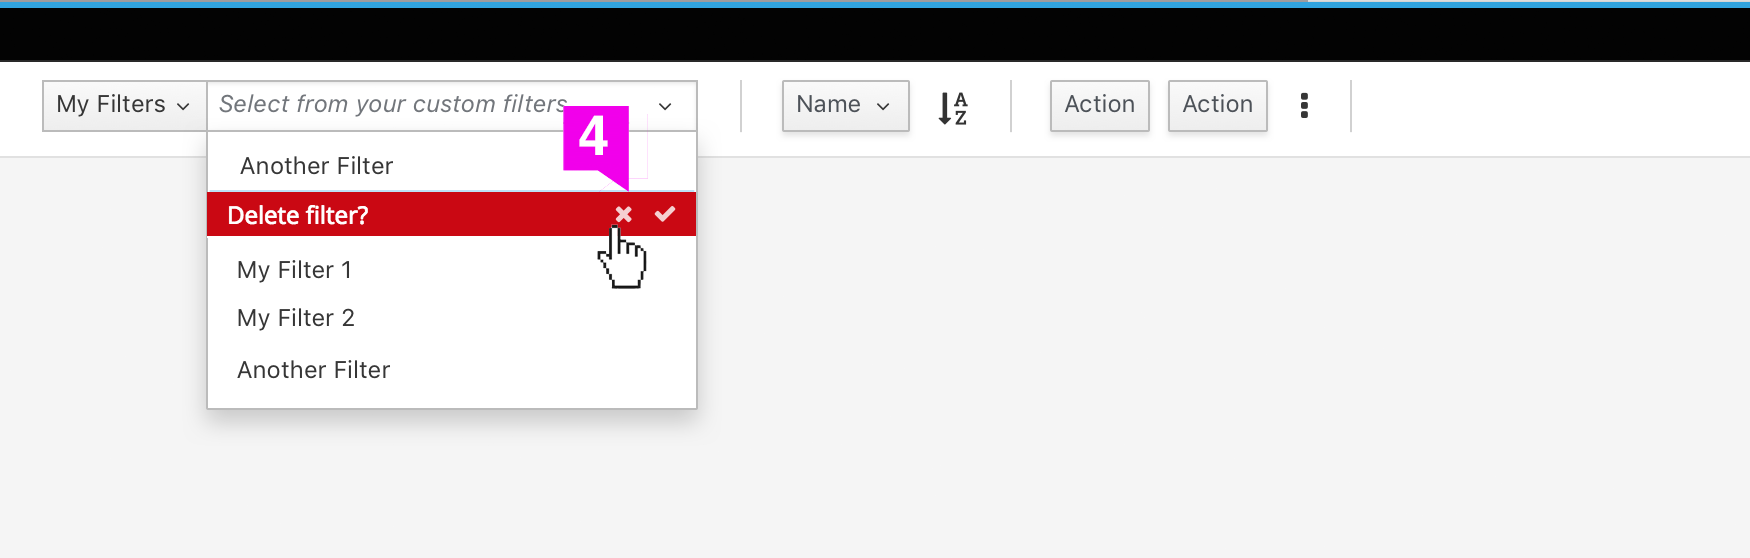 My Filters Select from your custom filters Name A Z Action Action
4
Another Filter
Delete filter?
My Filter 1
My Filter 2
Another Filter